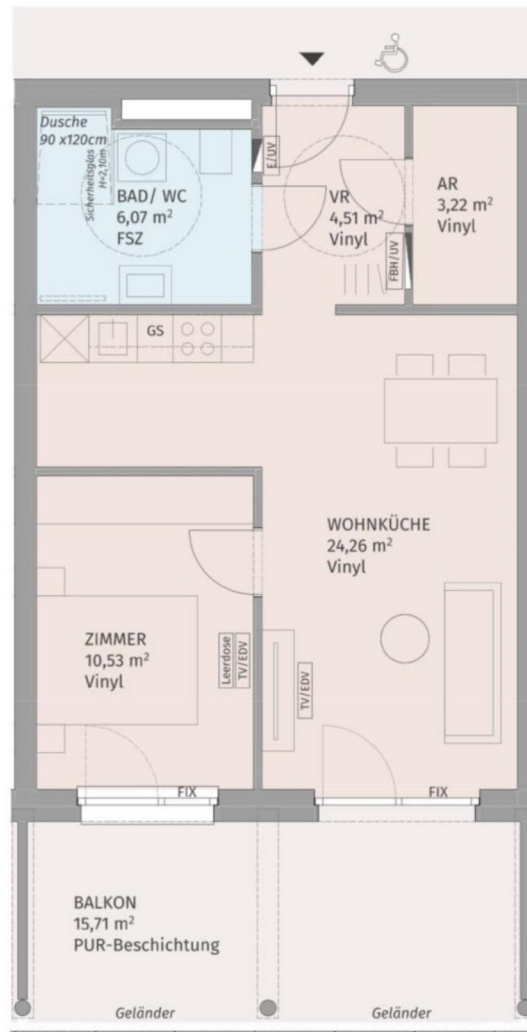 Dusche
90 x120cm
Sicherheitsglas
H=2,10m
BAD/ WC
6,07 m²
FSZ
E/UV
VR
4,51 m²
Vinyl
AR
3,22 m²
Vinyl
FBH/UV
GS
WOHNKÜCHE
24,26 m²
Vinyl
ZIMMER
10,53 m²
Vinyl
Leerdose
TV/EDV
TV/EDV
FIX
FIX
BALKON
15,71 m²
PUR-Beschichtung
Geländer
Geländer